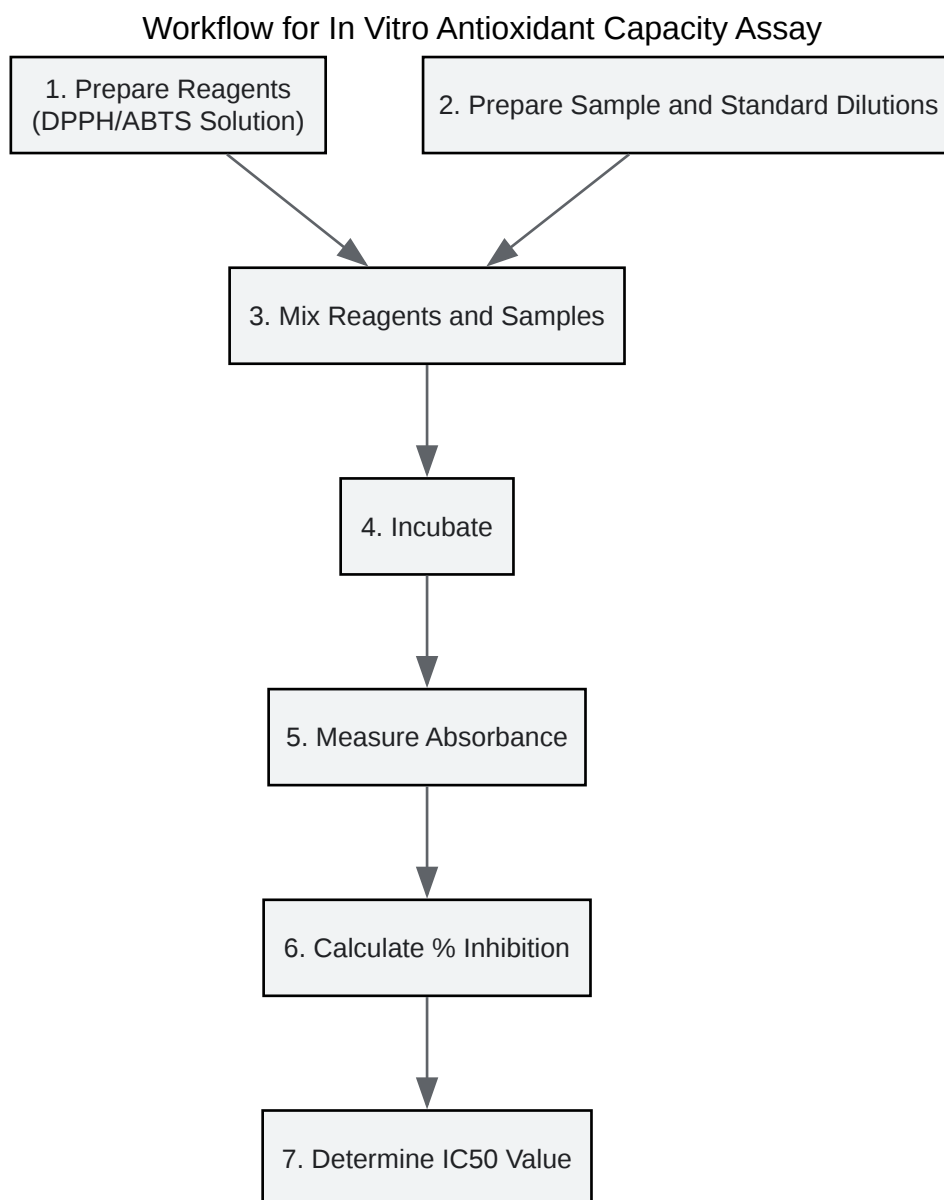 Workflow for In Vitro Antioxidant Capacity Assay
1. Prepare Reagents
(DPPH/ABTS Solution)
2. Prepare Sample and Standard Dilutions
3. Mix Reagents and Samples
4. Incubate
5. Measure Absorbance
6. Calculate % Inhibition
7. Determine IC50 Value